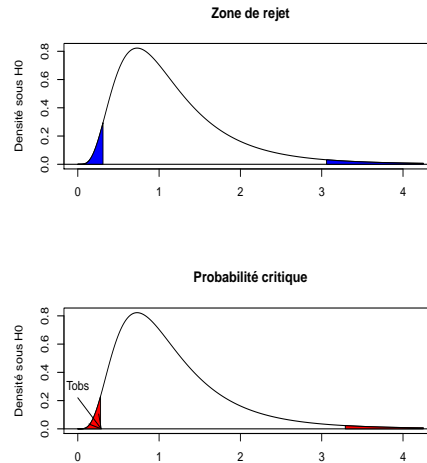 Zone de rejet
Densité sous H0
0.0 0.2 0.4 0.6 0.8
0 1 2 3 4
Probabilité critique
Densité sous H0
0.0 0.2 0.4 0.6 0.8
Tobs
0 1 2 3 4